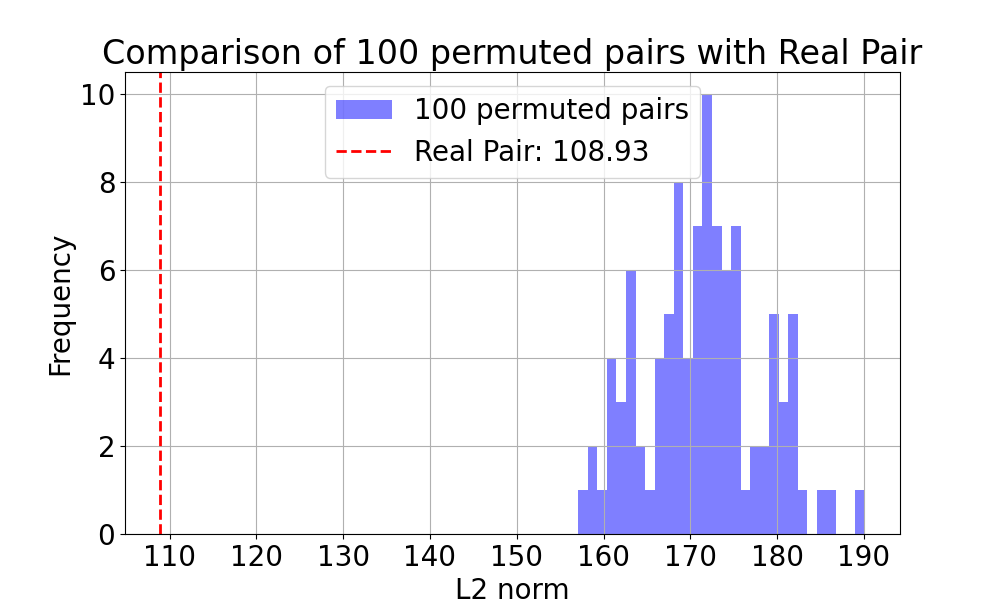 Comparison of 100 permuted pairs with Real Pair
100 permuted pairs
Real Pair: 108.93
Frequency
10
8
6
4
2
0
110 120 130 140 150 160 170 180 190
L2 norm